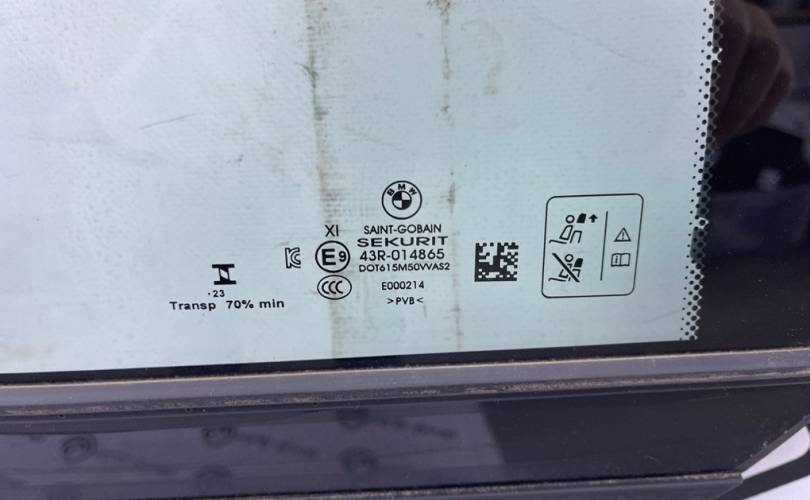 BMW
XI
SAINT-GOBAIN
SEKURIT
E9
43R-014865
DOT615M50VVAS2
CCC
E000214
>PVB<
·23
Transp 70% min